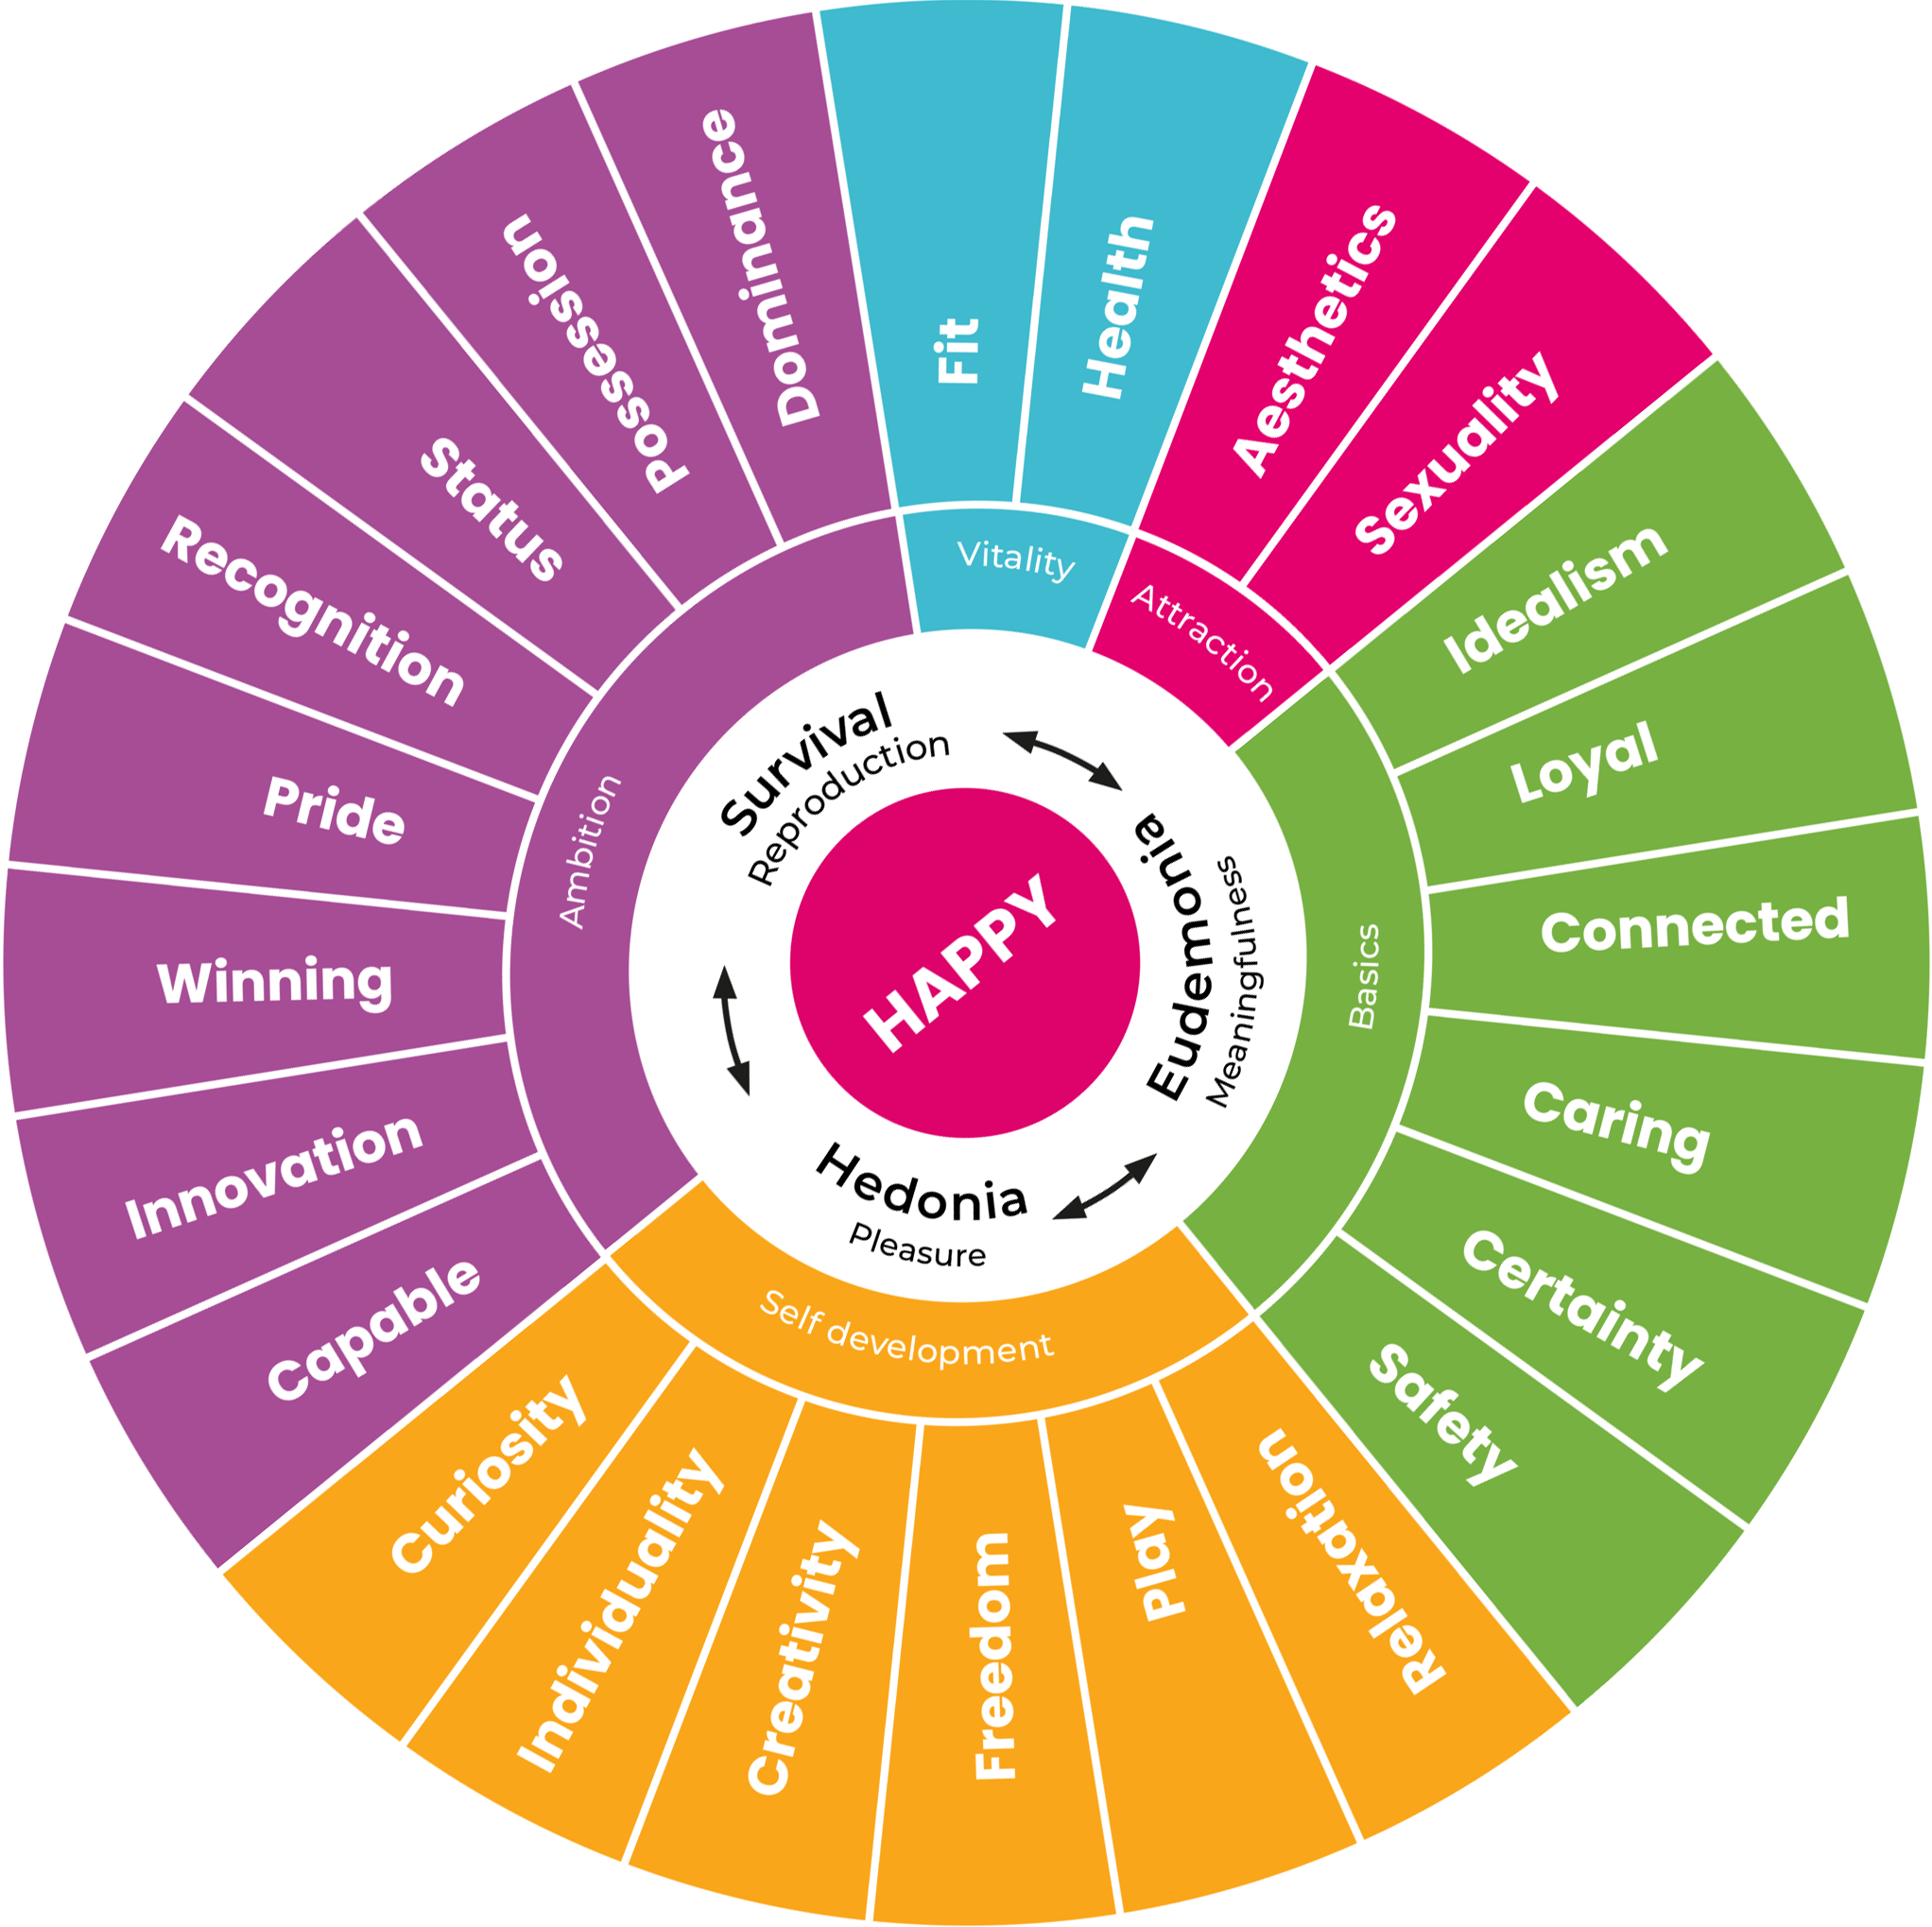 HAPPY
Survival
Reproduction
Eudemonia
Meaningfullness
Hedonia
Pleasure
Vitality
Attraction
Basics
Self development
Ambition
Fit
Health
Aesthetics
Sexuality
Idealism
Loyal
Connected
Caring
Certainty
Safety
Relaxation
Play
Freedom
Creativity
Individuality
Curiosity
Capable
Innovation
Winning
Pride
Recognition
Status
Possession
Dominance